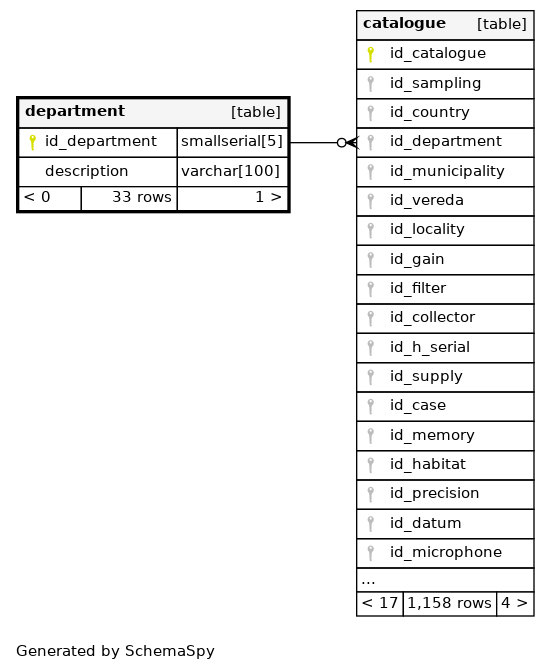 department [table]
id_department smallserial[5]
description varchar[100]
< 0 33 rows 1 >
catalogue [table]
id_catalogue
id_sampling
id_country
id_department
id_municipality
id_vereda
id_locality
id_gain
id_filter
id_collector
id_h_serial
id_supply
id_case
id_memory
id_habitat
id_precision
id_datum
id_microphone
...
< 17 1,158 rows 4 >
Generated by SchemaSpy